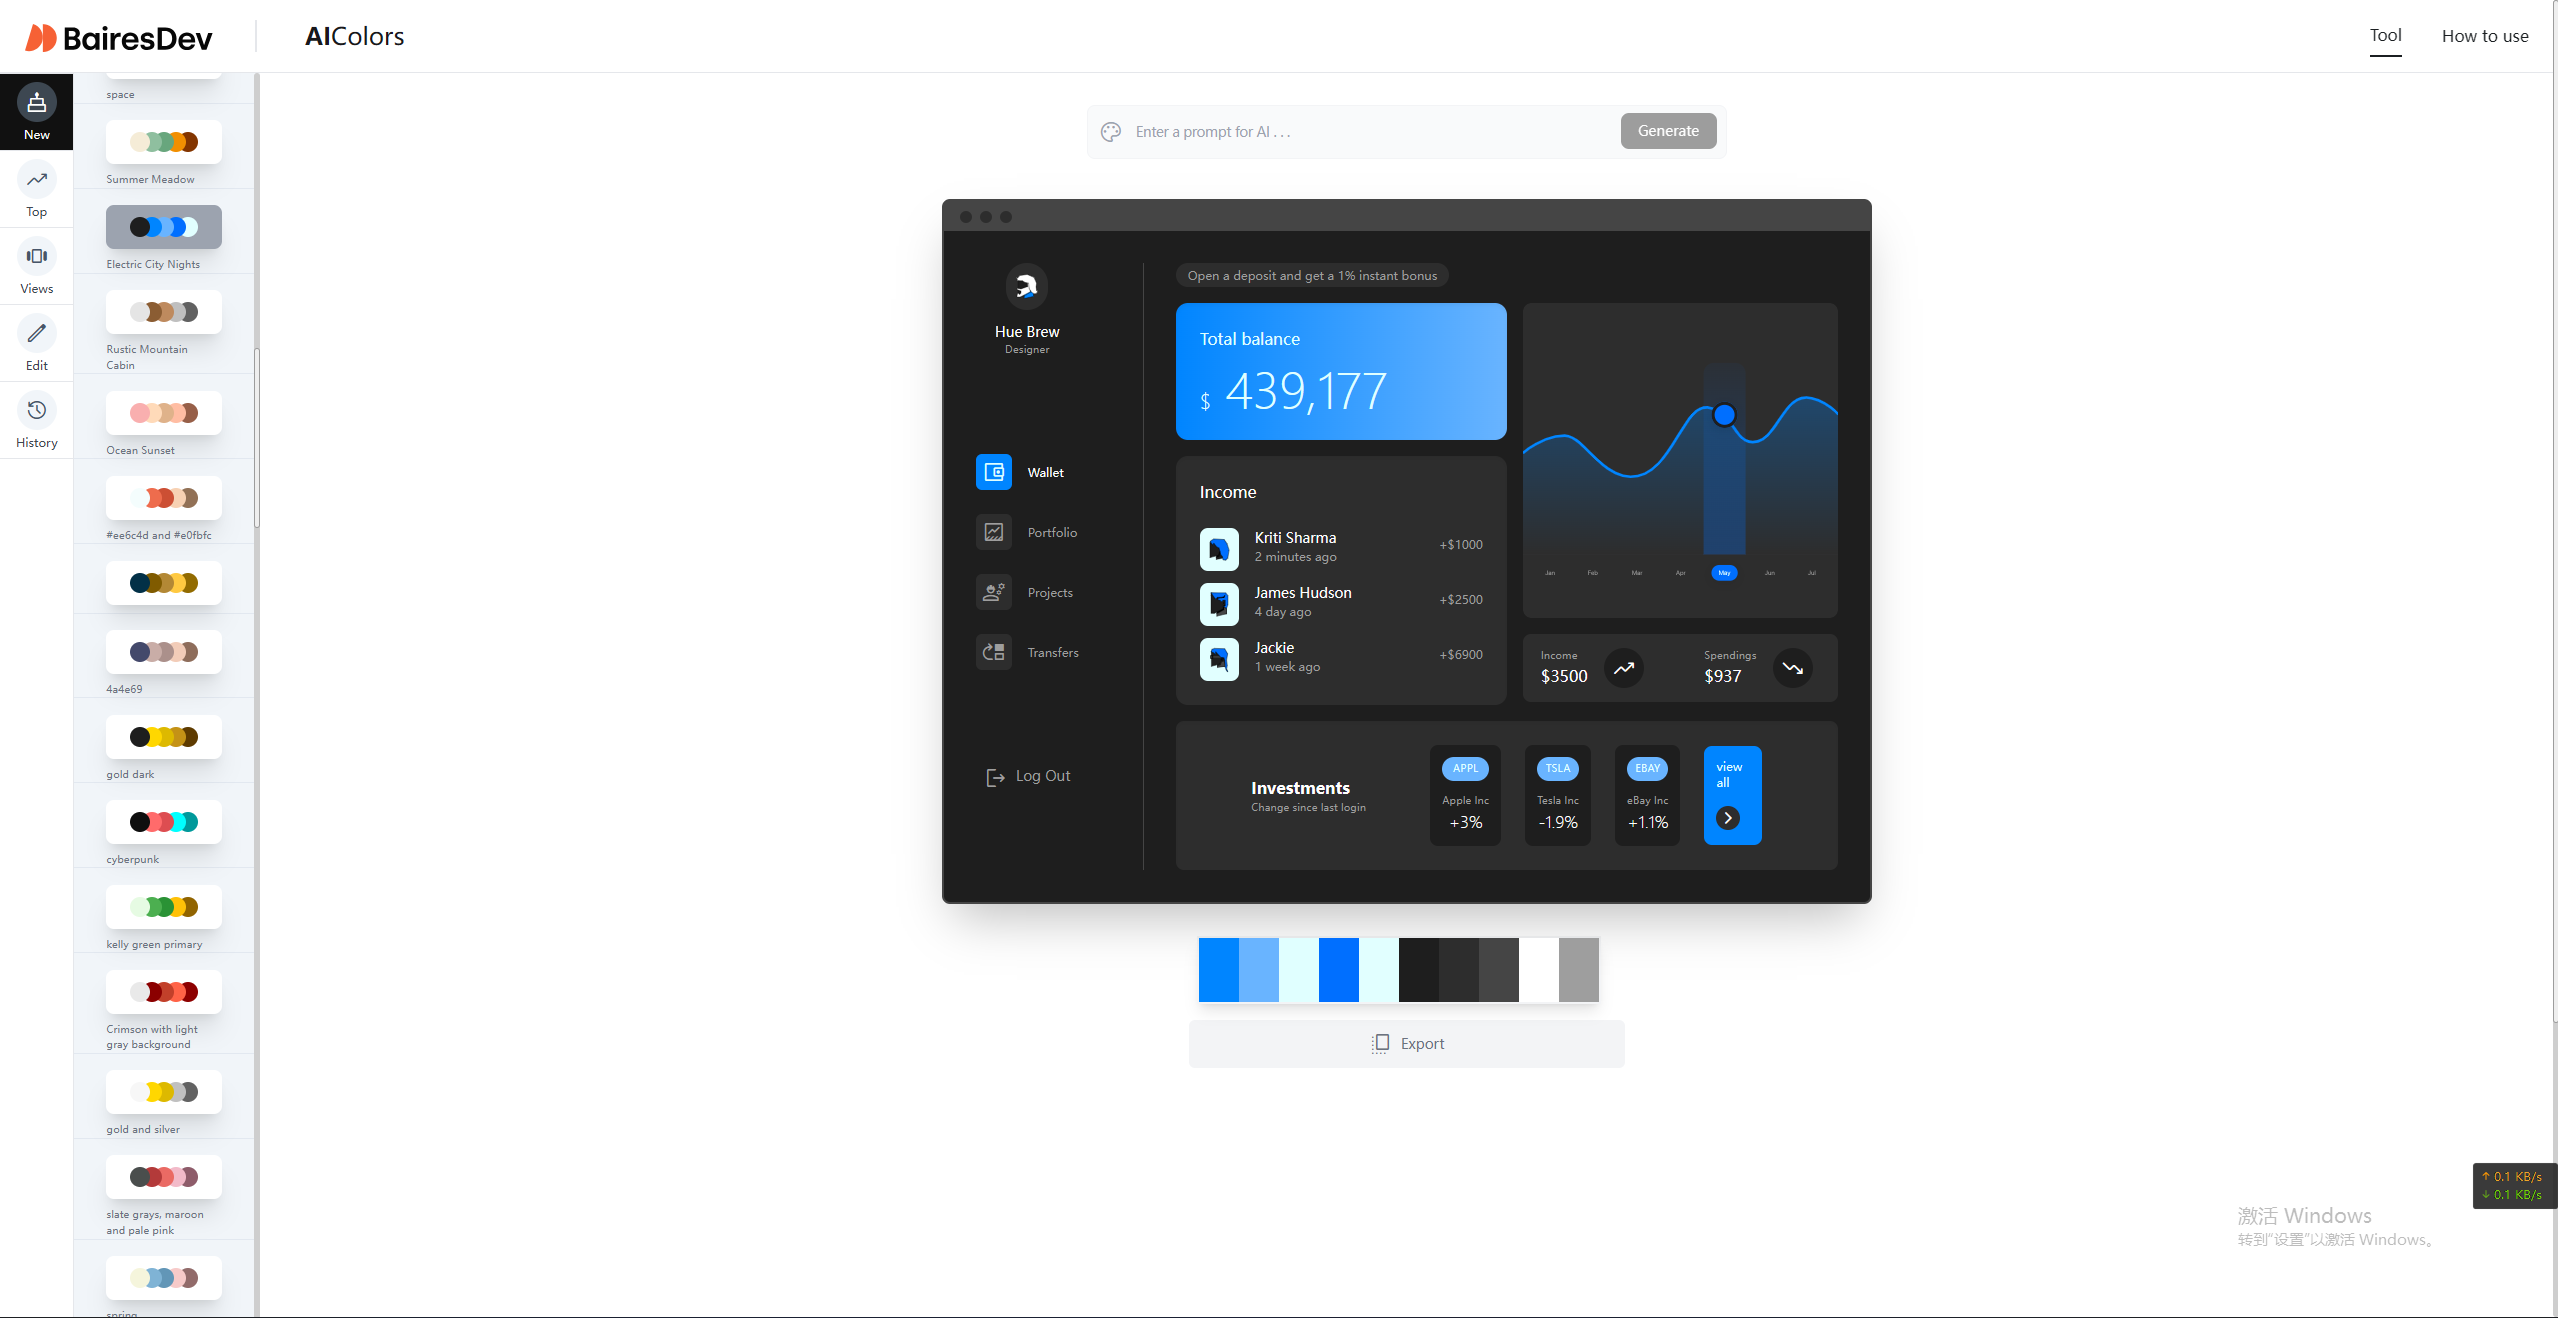 BairesDev
AIColors
Tool
How to use
New
Top
Views
Edit
History
space
Summer Meadow
Electric City Nights
Rustic Mountain
Cabin
Ocean Sunset
#ee6c4d and #e0fbfc
4a4e69
gold dark
cyberpunk
kelly green primary
Crimson with light
gray background
gold and silver
slate grays, maroon
and pale pink
spring
Enter a prompt for AI . . .
Generate
Hue Brew
Designer
Wallet
Portfolio
Projects
Transfers
Log Out
Open a deposit and get a 1% instant bonus
Total balance
$ 439,177
Income
Kriti Sharma
2 minutes ago
+$1000
James Hudson
4 day ago
+$2500
Jackie
1 week ago
+$6900
Jan Feb Mar Apr May Jun Jul
Income
$3500
Spendings
$937
Investments
Change since last login
APPL
Apple Inc
+3%
TSLA
Tesla Inc
-1.9%
EBAY
eBay Inc
+1.1%
view
all
Export
↑ 0.1 KB/s
↓ 0.1 KB/s
激活 Windows
转到"设置"以激活 Windows。